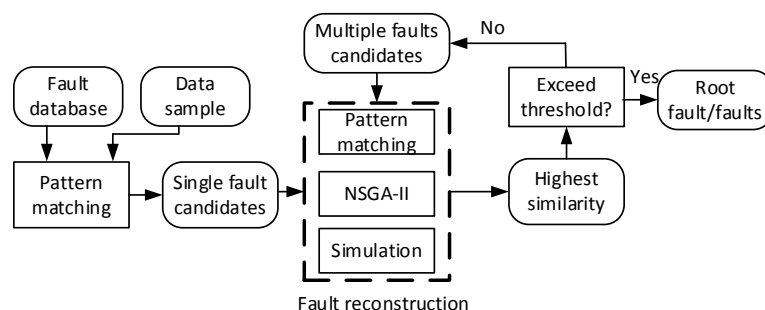 Multiple faults
candidates
No
Fault
database
Data
sample
Exceed
threshold?
Yes
Root
fault/faults
Pattern
matching
Pattern
matching
Single fault
candidates
NSGA-II
Highest
similarity
Simulation
Fault reconstruction